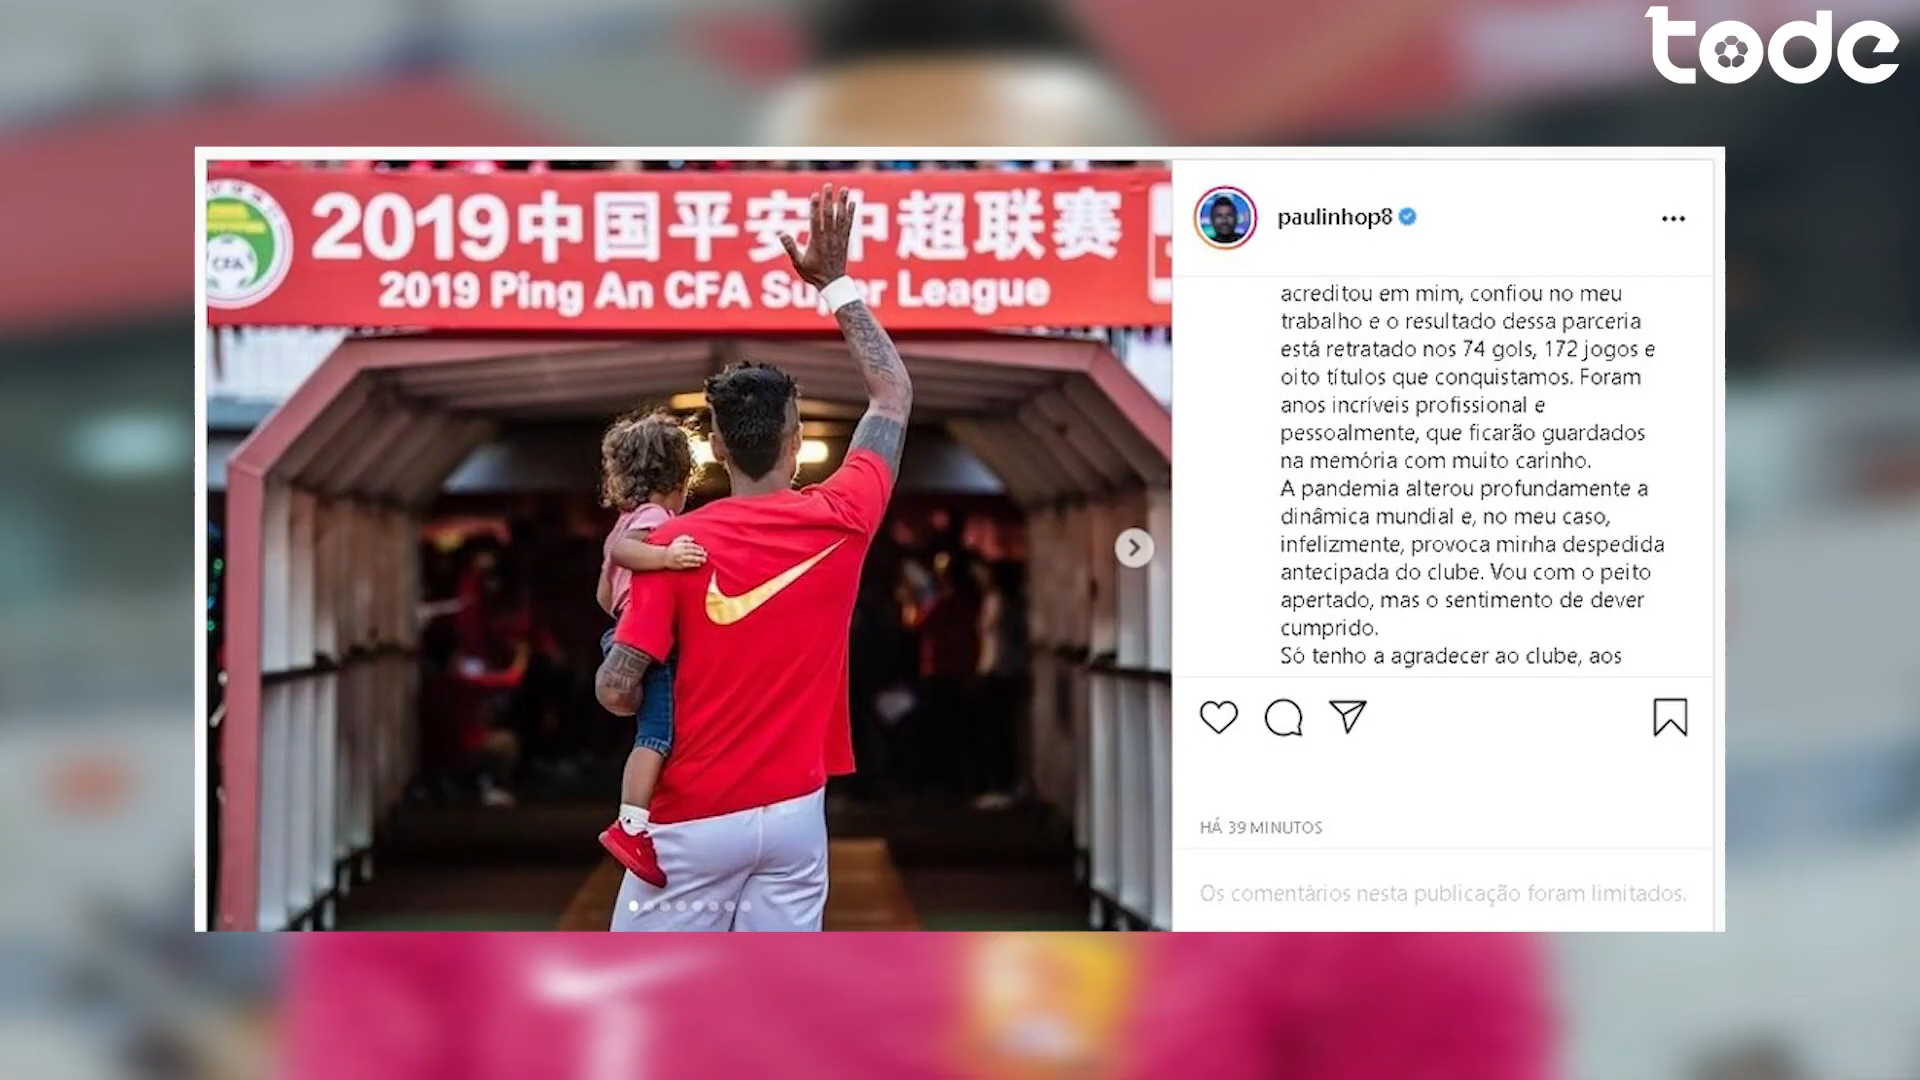 tode
2019中国平安中超联赛
2019 Ping An CFA Super League
CFA
paulinhop8
acreditou em mim, confiou no meu
trabalho e o resultado dessa parceria
está retratado nos 74 gols, 172 jogos e
oito títulos que conquistamos. Foram
anos incríveis profissional e
pessoalmente, que ficarão guardados
na memória com muito carinho.
A pandemia alterou profundamente a
dinâmica mundial e, no meu caso,
infelizmente, provoca minha despedida
antecipada do clube. Vou com o peito
apertado, mas o sentimento de dever
cumprido.
Só tenho a agradecer ao clube, aos
HÁ 39 MINUTOS
Os comentários nesta publicação foram limitados.